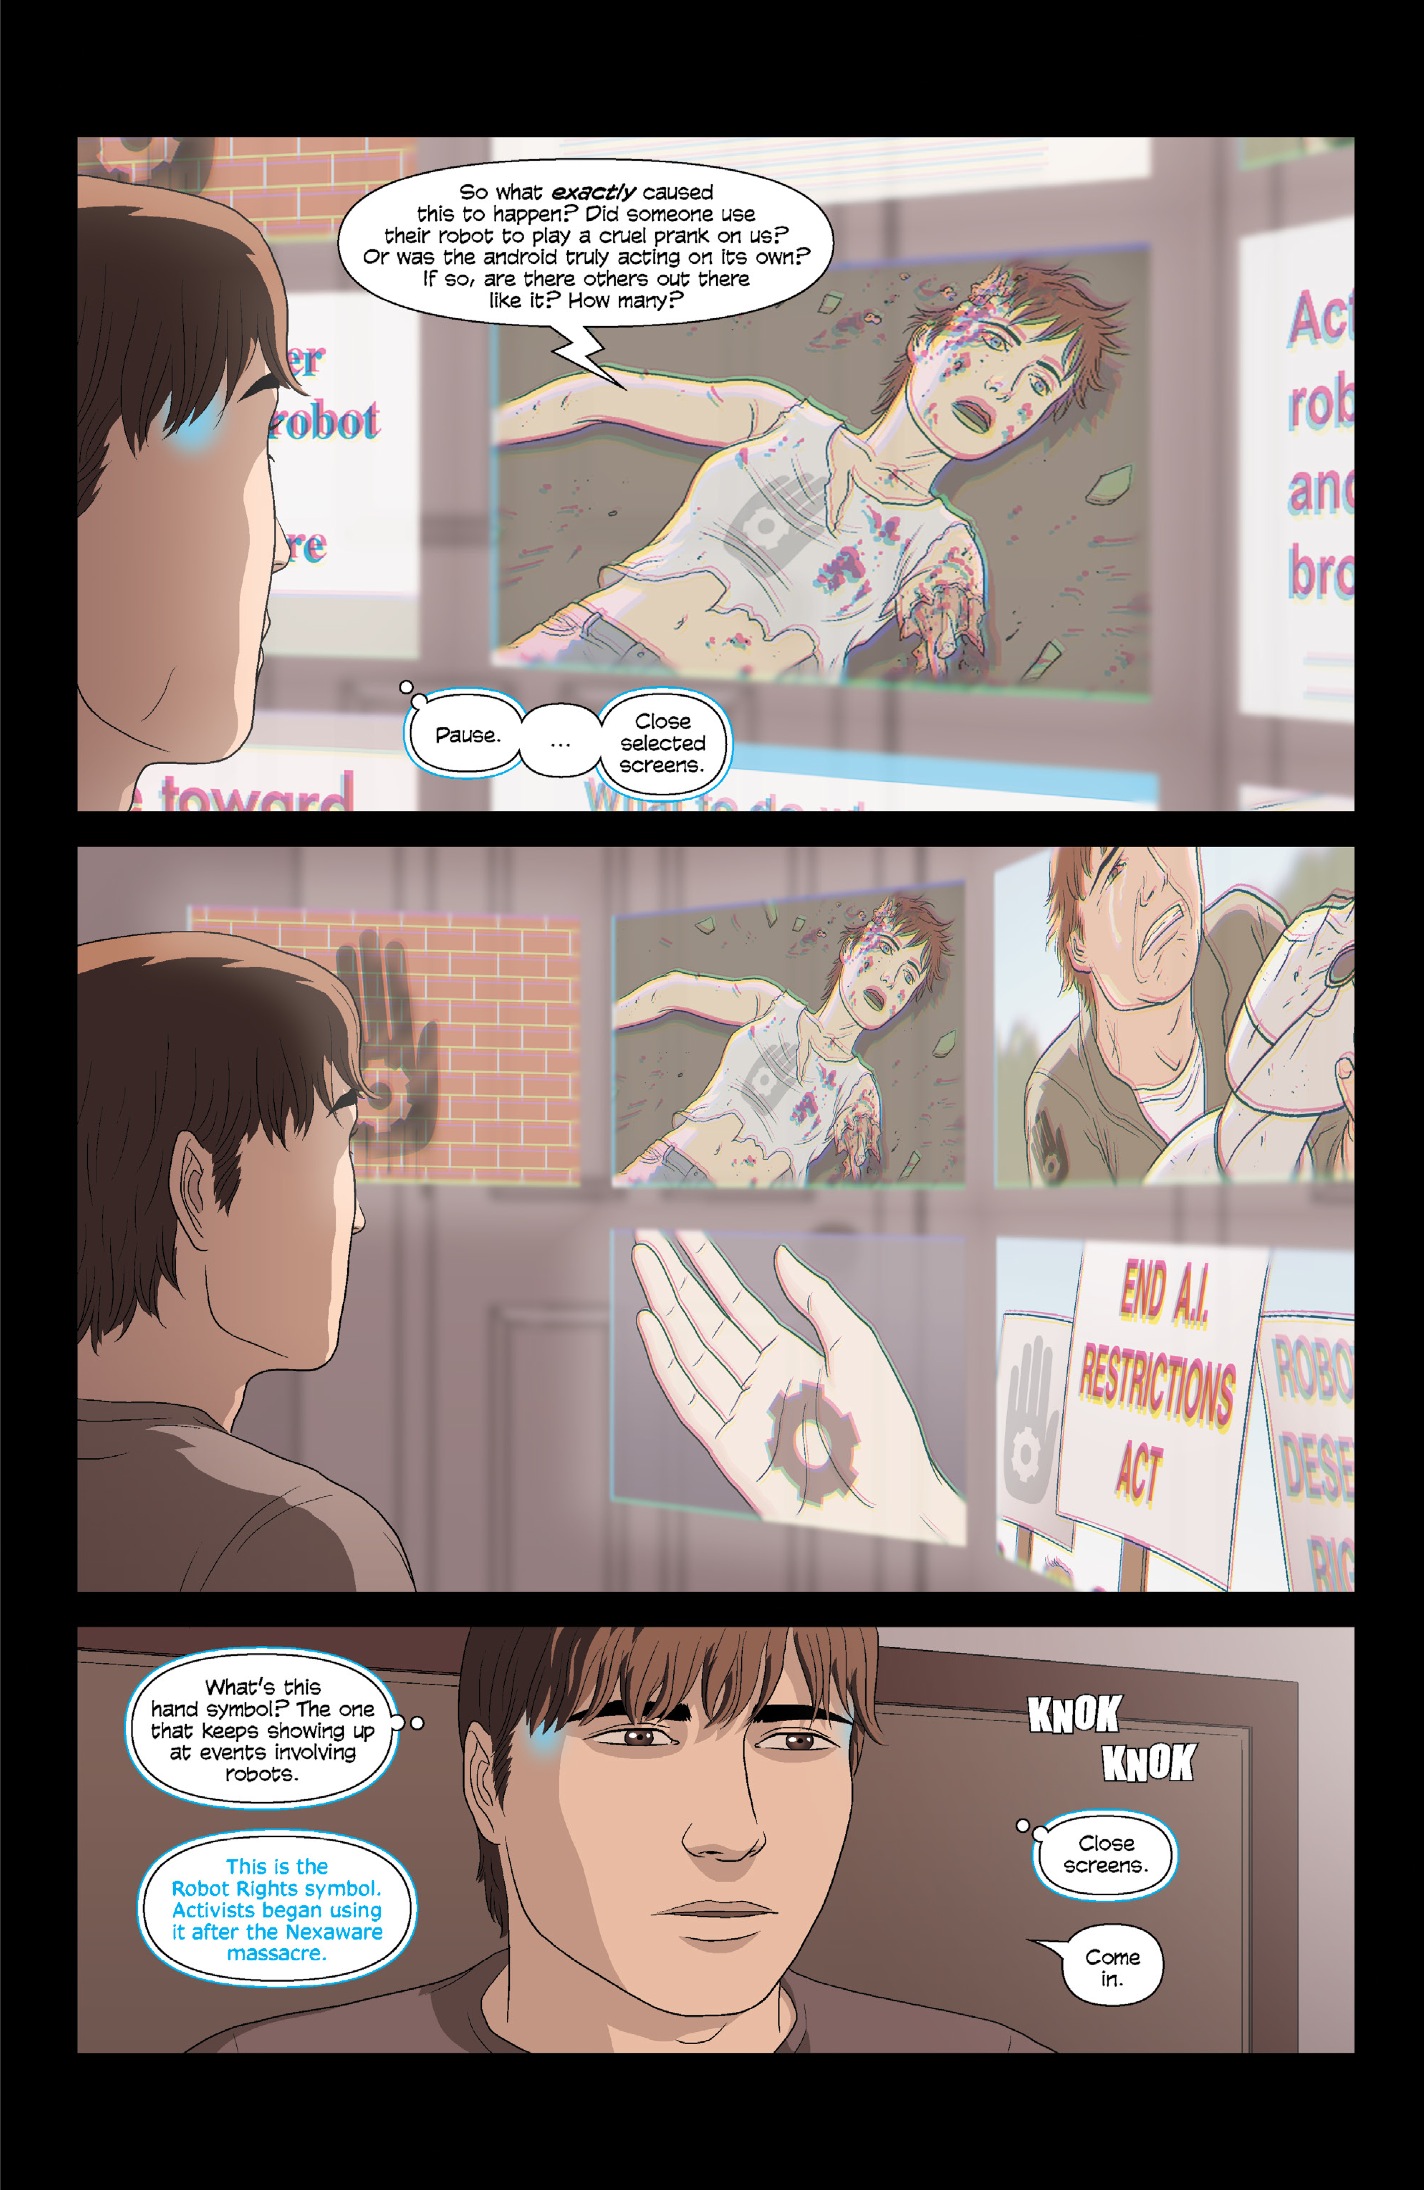 So what exactly caused
this to happen? Did someone use
their robot to play a cruel prank on us?
Or was the android truly acting on its own?
If so, are there others out there
like it? How many?
robot
Pause.
...
Close
selected
screens.
toward
What to do
END A.I.
RESTRICTIONS
ACT
What's this
hand symbol? The one
that keeps showing up
at events involving
robots.
This is the
Robot Rights symbol.
Activists began using
it after the Nexaware
massacre.
KNOK
KNOK
Close
screens.
Come
in.